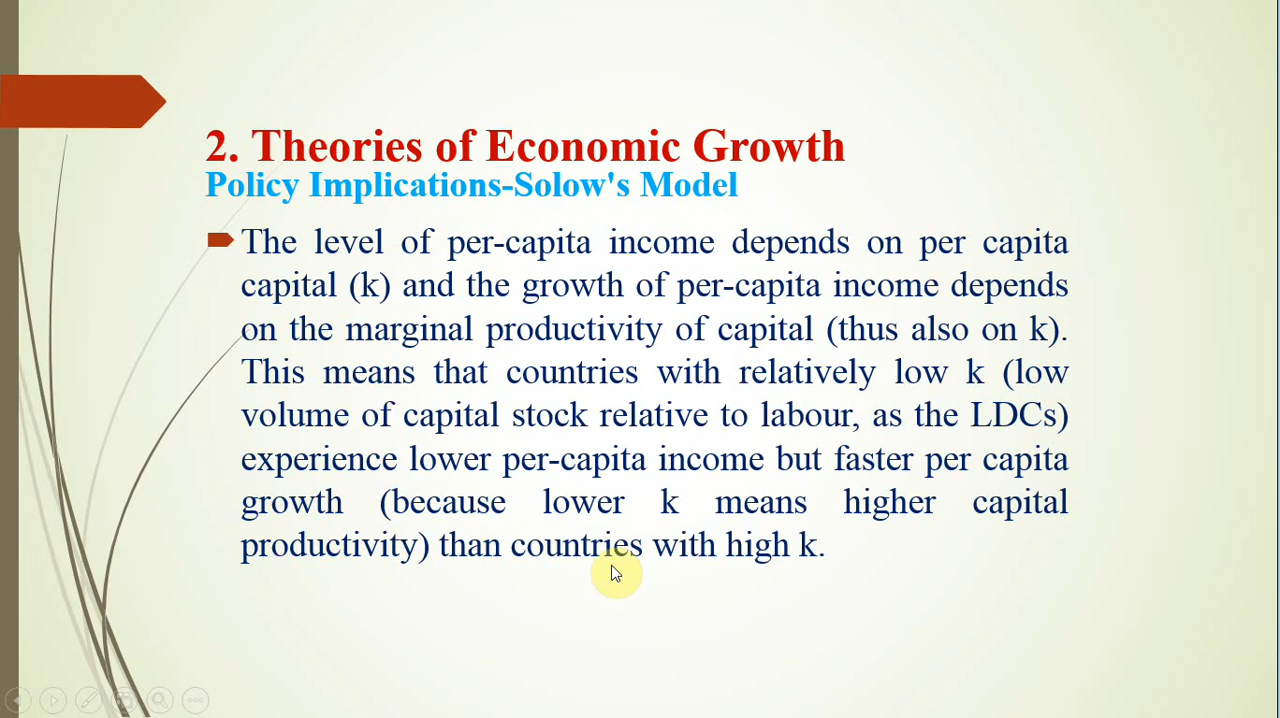 2. Theories of Economic Growth
Policy Implications-Solow's Model
The level of per-capita income depends on per capita
capital (k) and the growth of per-capita income depends
on the marginal productivity of capital (thus also on k).
This means that countries with relatively low k (low
volume of capital stock relative to labour, as the LDCs)
experience lower per-capita income but faster per capita
growth (because lower k means higher capital
productivity) than countries with high k.